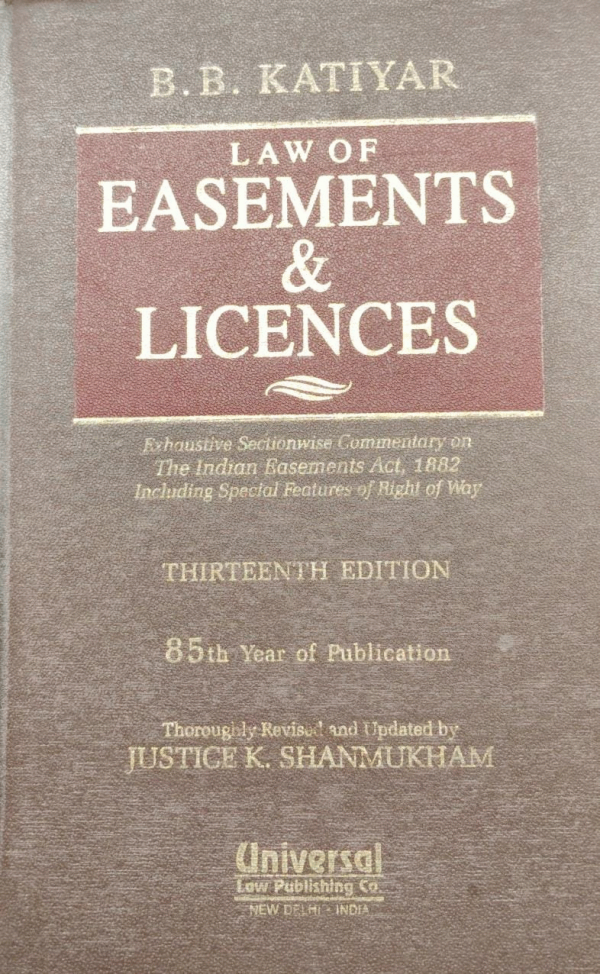 B.B. KATIYAR
LAW OF
EASEMENTS
&
LICENCES
Exhaustive Sectionwise Commentary on
The Indian Easements Act, 1882
Including Special Features of Right of Way
THIRTEENTH EDITION
85th Year of Publication
Thoroughly Revised and Updated by
JUSTICE K. SHANMUKHAM
Universal
Law Publishing Co.
NEW DELHI - INDIA